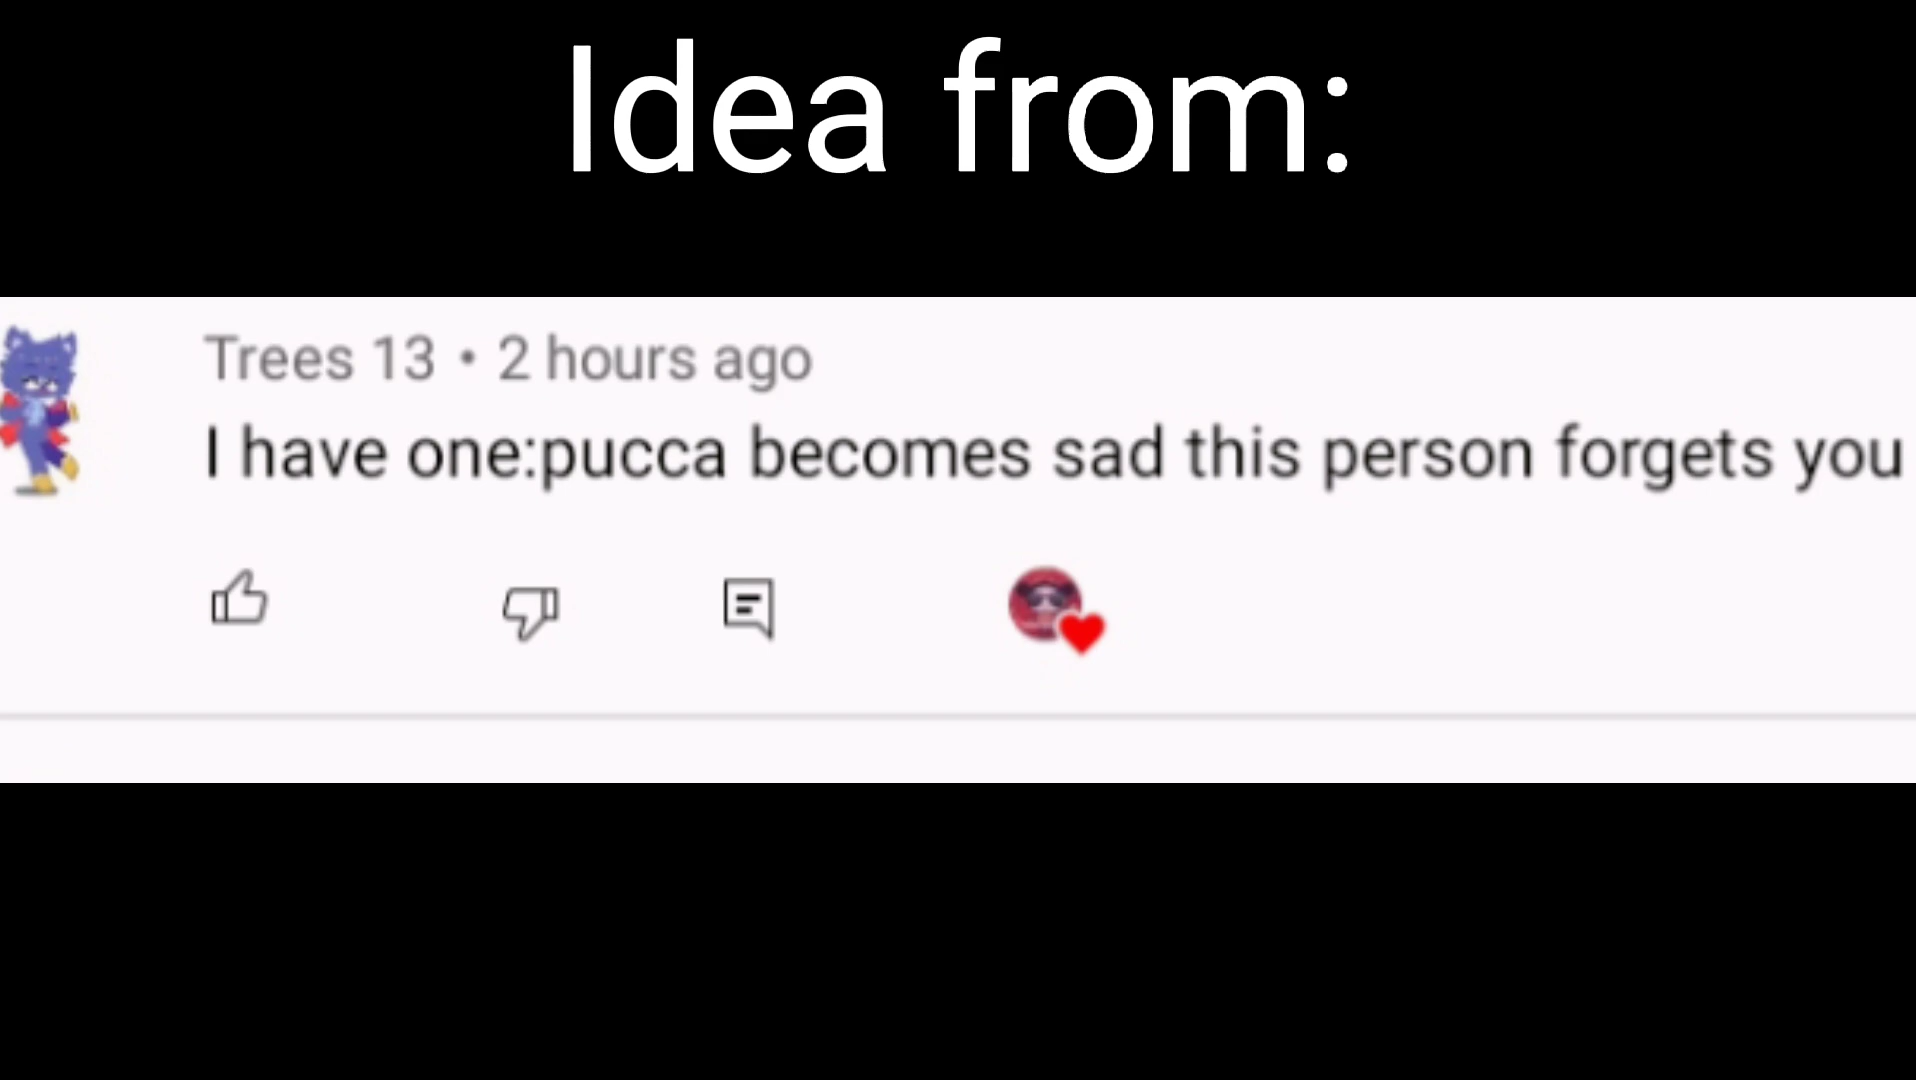 Idea from:
Trees 13 • 2 hours ago
I have one:pucca becomes sad this person forgets you